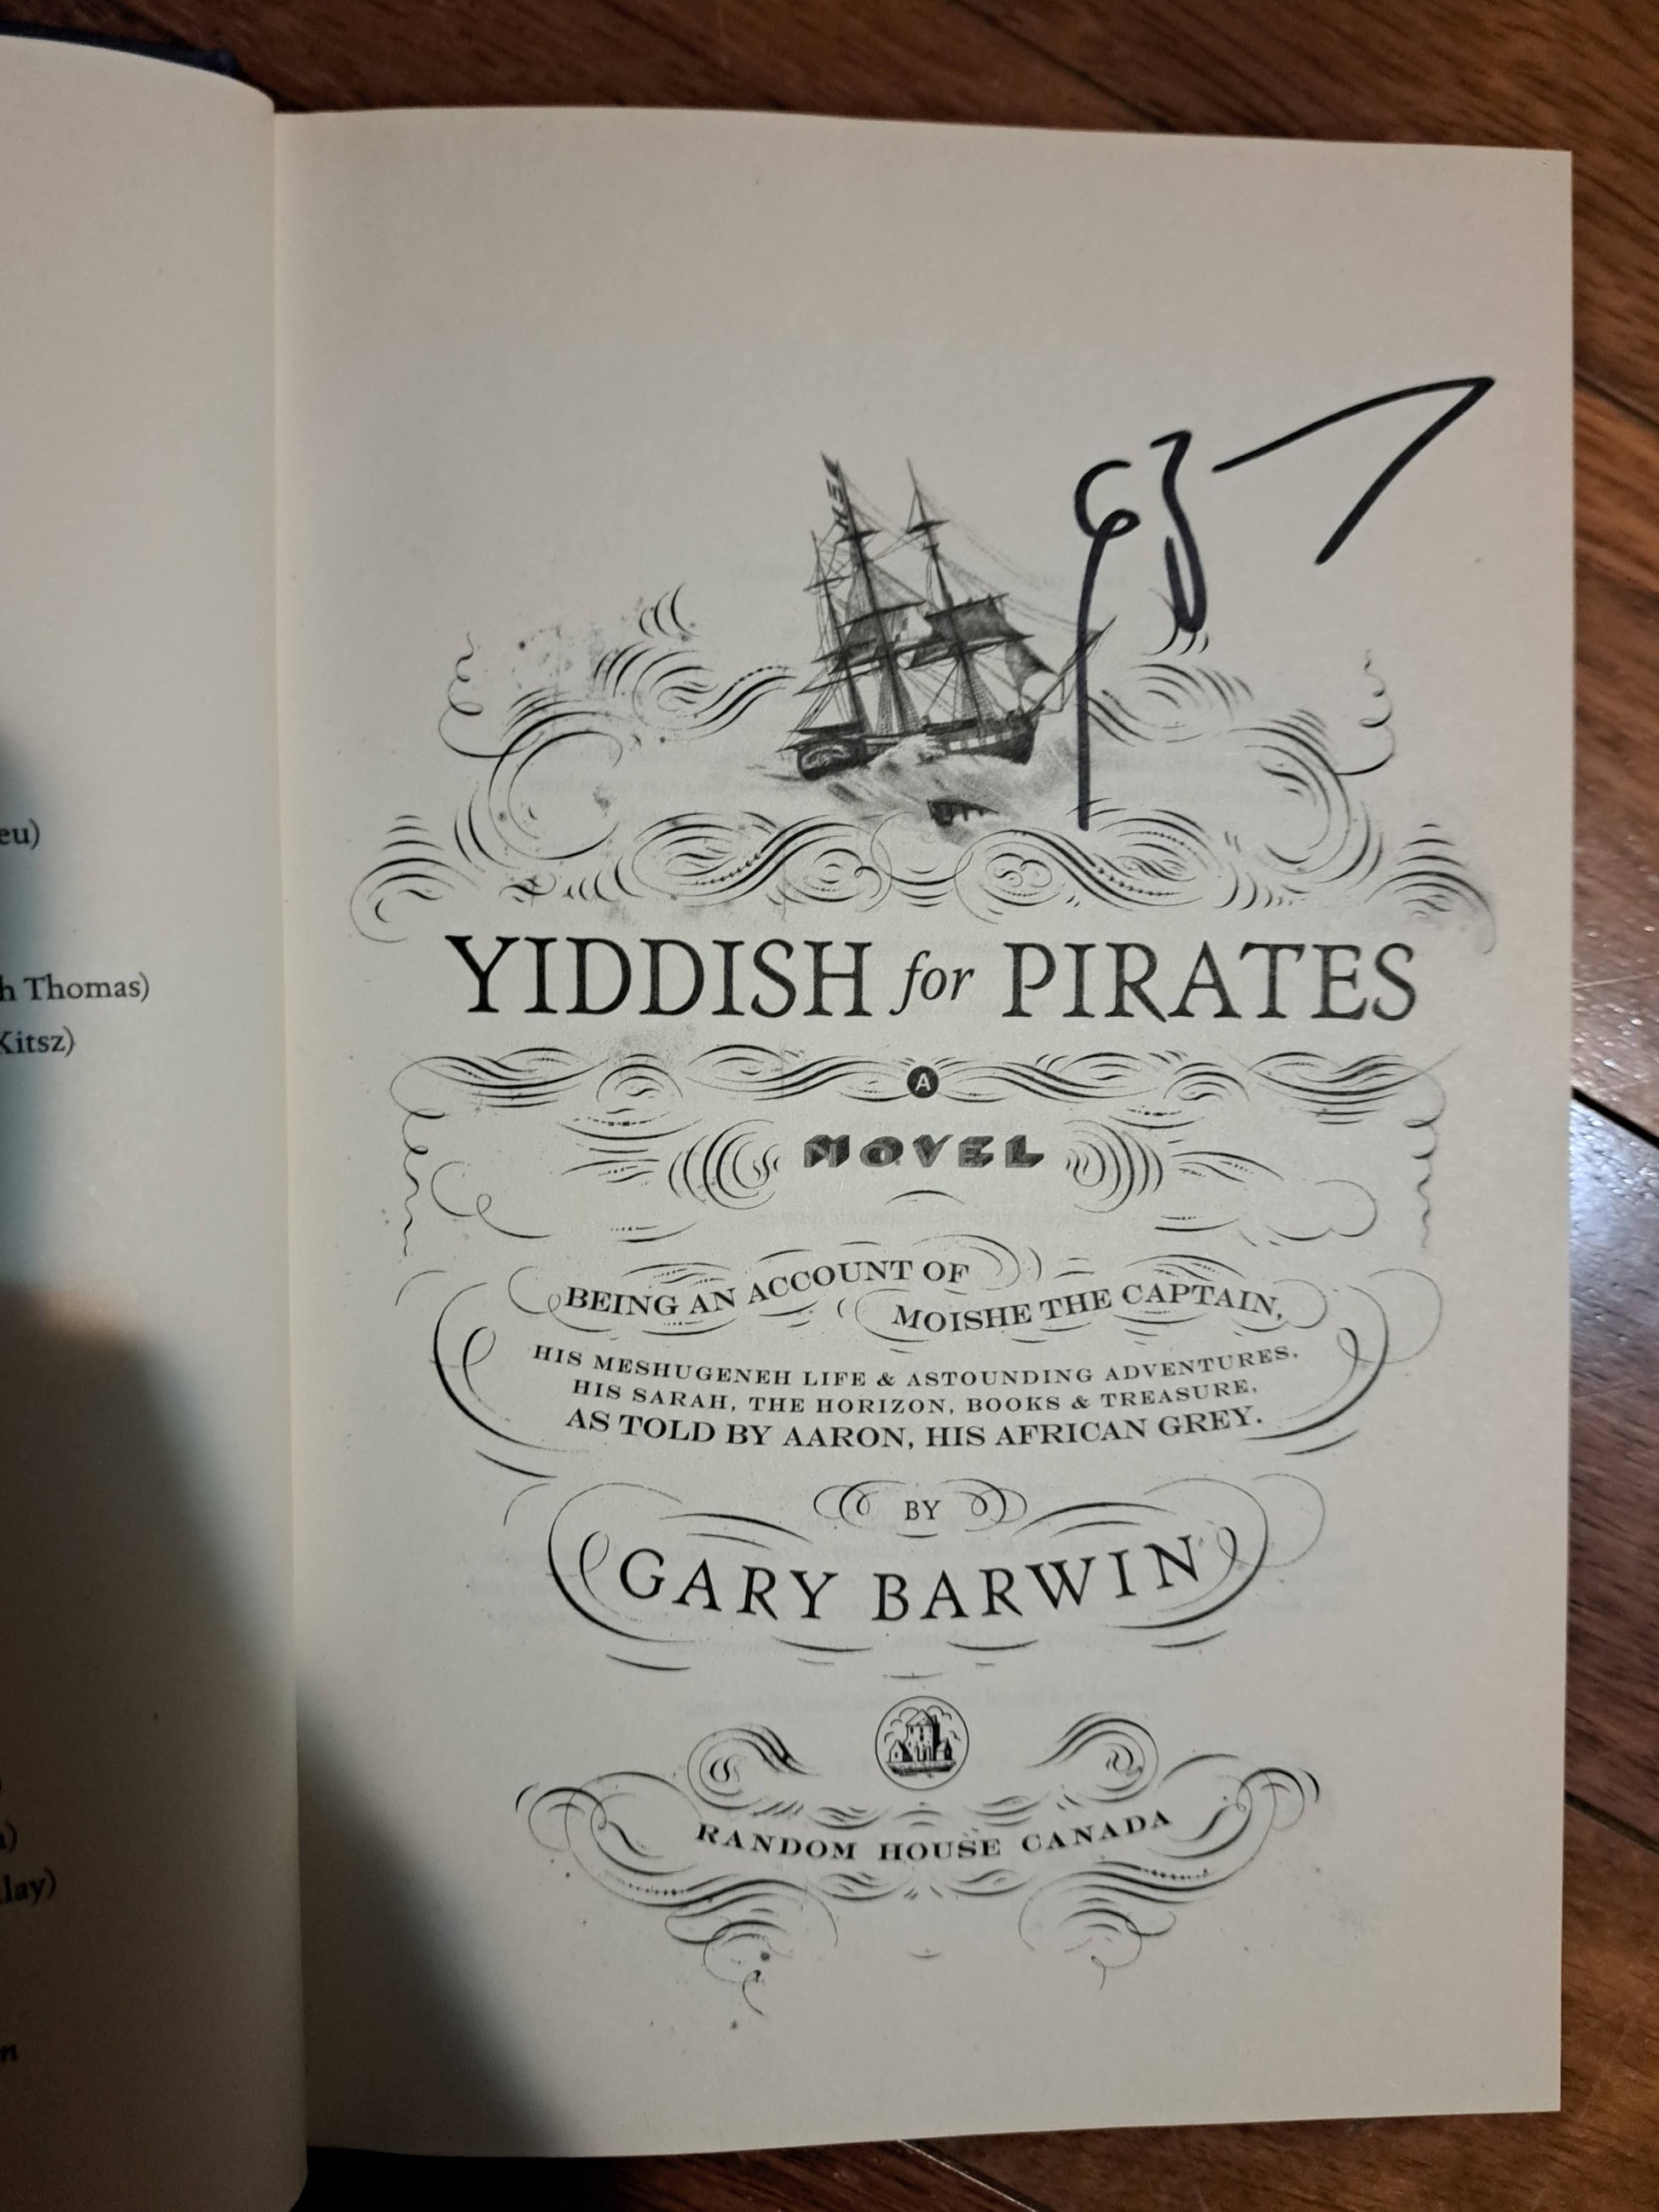 eu)
h Thomas)
Kitsz)
)
lay)
n
YIDDISH for PIRATES
A
NOVEL
BEING AN ACCOUNT OF
MOISHE THE CAPTAIN,
HIS MESHUGENEH LIFE & ASTOUNDING ADVENTURES,
HIS SARAH, THE HORIZON, BOOKS & TREASURE,
AS TOLD BY AARON, HIS AFRICAN GREY.
BY
GARY BARWIN
RANDOM HOUSE CANADA